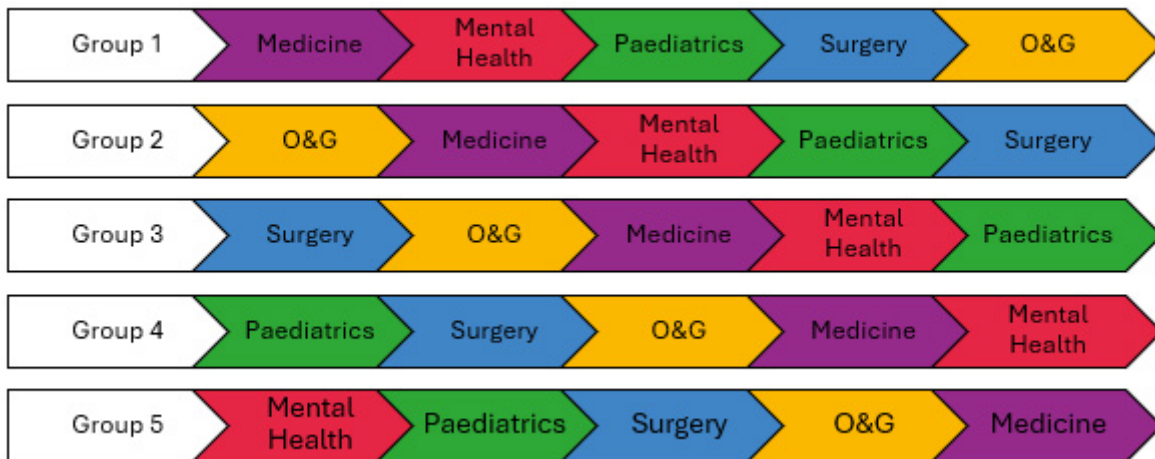 Group 1 Medicine Mental Health Paediatrics Surgery O&G
Group 2 O&G Medicine Mental Health Paediatrics Surgery
Group 3 Surgery O&G Medicine Mental Health Paediatrics
Group 4 Paediatrics Surgery O&G Medicine Mental Health
Group 5 Mental Health Paediatrics Surgery O&G Medicine